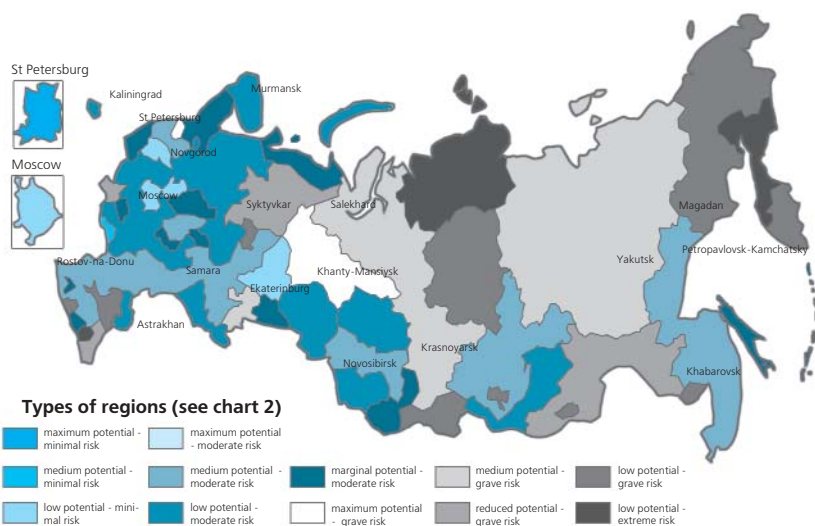 St Petersburg
Kaliningrad
Murmansk
St Petersburg
Novgorod
Moscow
Moscow
Syktyvkar
Salekhard
Magadan
Rostov-na-Donu
Samara
Khanty-Mansiysk
Yakutsk
Petropavlovsk-Kamchatsky
Ekaterinburg
Astrakhan
Krasnoyarsk
Novosibirsk
Khabarovsk
Types of regions (see chart 2)
maximum potential -
minimal risk
maximum potential
- moderate risk
medium potential -
minimal risk
medium potential -
moderate risk
marginal potential -
moderate risk
medium potential -
grave risk
low potential -
grave risk
low potential - mini-
mal risk
low potential -
moderate risk
maximum potential
- grave risk
reduced potential -
grave risk
low potential -
extreme risk